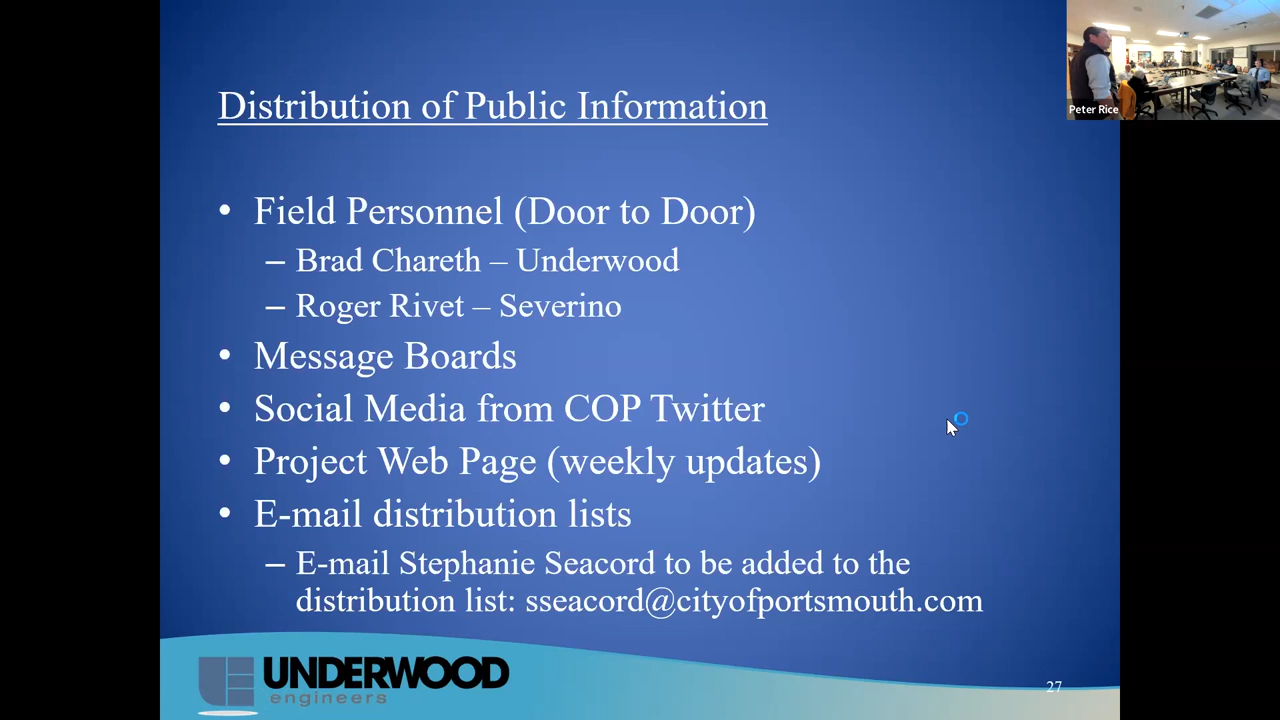 Peter Rice
Distribution of Public Information
• Field Personnel (Door to Door)
– Brad Chareth – Underwood
– Roger Rivet – Severino
• Message Boards
• Social Media from COP Twitter
• Project Web Page (weekly updates)
• E-mail distribution lists
– E-mail Stephanie Seacord to be added to the
distribution list: sseacord@cityofportsmouth.com
UNDERWOOD
engineers
27